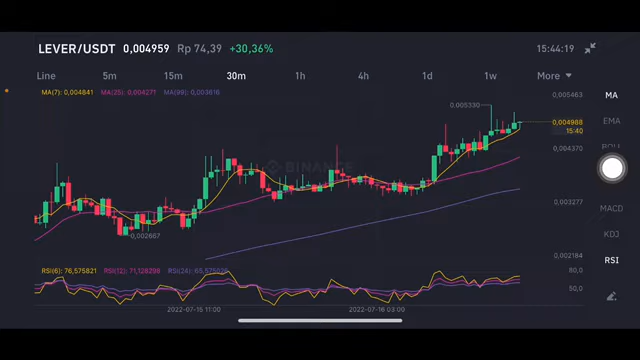 LEVER/USDT 0,004959 Rp 74,39 +30,36% 15:44:19
Line 5m 15m 30m 1h 4h 1d 1w More
MA(7): 0,004841 MA(25): 0,004271 MA(99): 0,003616
0,005463
MA
0,005330
EMA
0,004988
15:40
0,004370
BINANCE
0,003277
MACD
0,002667
KDJ
0,002184
RSI
RSI(6): 76,575821 RSI(12): 71,128298 RSI(24): 65,575026
80,0
50,0
2022-07-15 11:00 2022-07-16 03:00